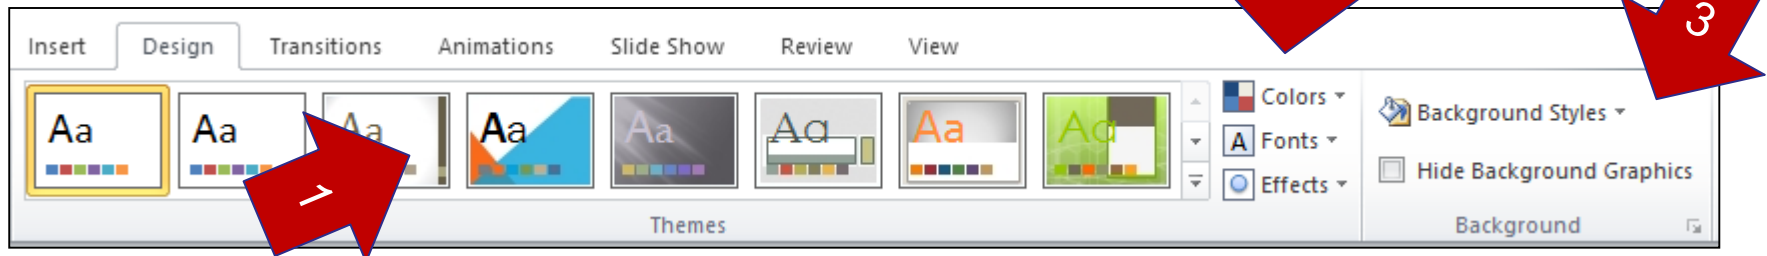 3
Insert Design Transitions Animations Slide Show Review View
Aa Aa Aa Aa Aa Aa Aa Aa
Colors
Fonts
Effects
Background Styles
Hide Background Graphics
1
Themes
Background